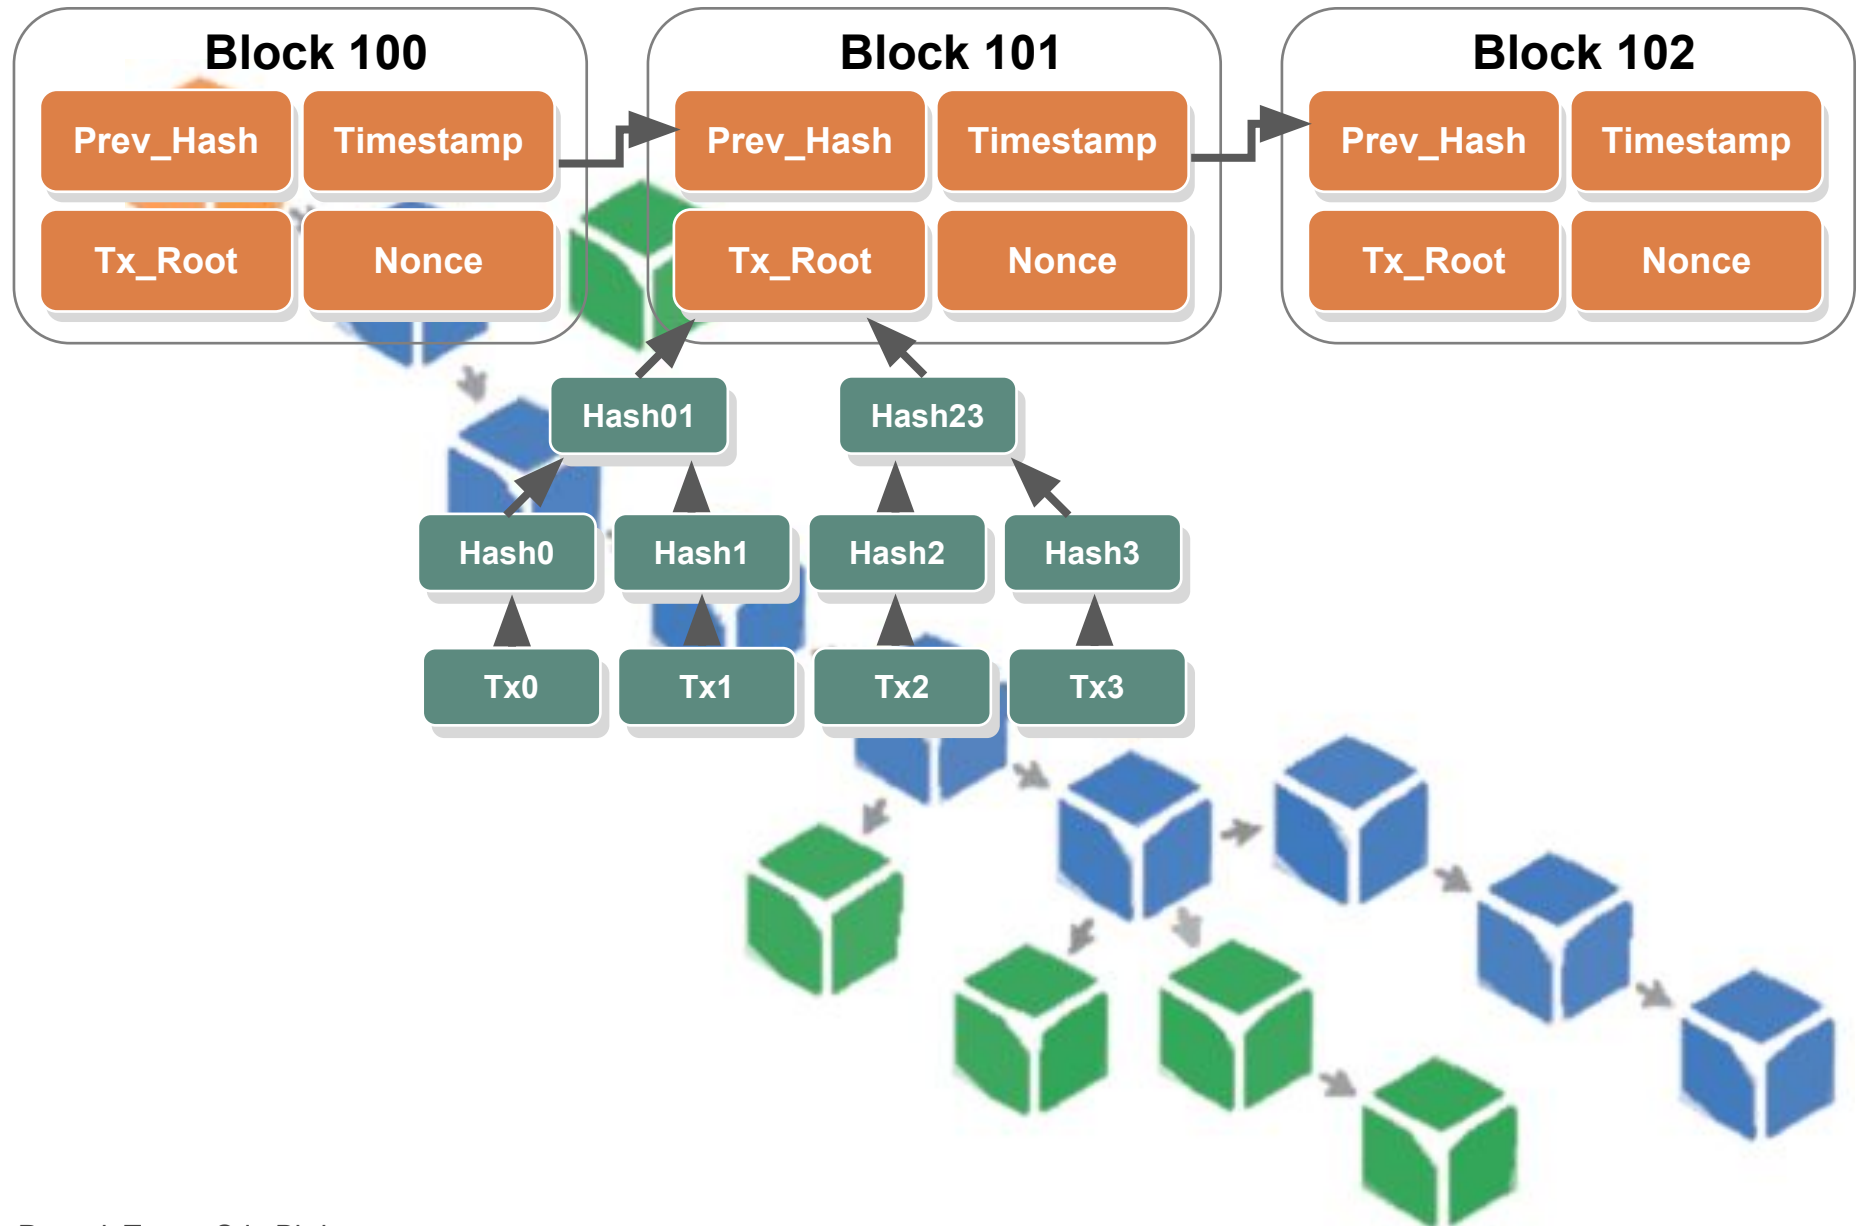 Block 100
Block 101
Block 102
Prev_Hash
Timestamp
Prev_Hash
Timestamp
Prev_Hash
Timestamp
Tx_Root
Nonce
Tx_Root
Nonce
Tx_Root
Nonce
Hash01
Hash23
Hash0
Hash1
Hash2
Hash3
Tx0
Tx1
Tx2
Tx3